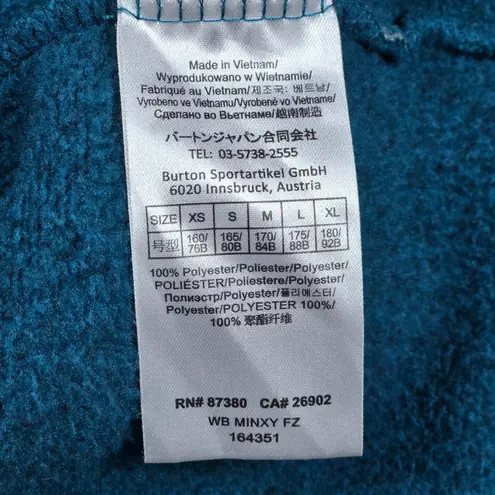 Made in Vietnam/
Wyprodukowano w Wietnamie/
Fabriqué au Vietnam/제조국: 베트남/
Vyrobeno ve Vietnamu/Vyrobené vo Vietname/
Сделано во Вьетнаме/越南制造
バートンジャパン合同会社
TEL: 03-5738-2555
Burton Sportartikel GmbH
6020 Innsbruck, Austria
SIZE XS S M L XL
号型 160/76B 165/80B 170/84B 175/88B 180/92B
100% Polyester/Poliester/Polyester/
POLIÉSTER/Poliestere/Polyester/
Полиэстр/Polyester/폴리에스터/
Polyester/POLYESTER 100%/
100% 聚酯纤维
RN# 87380 CA# 26902
WB MINXY FZ
164351